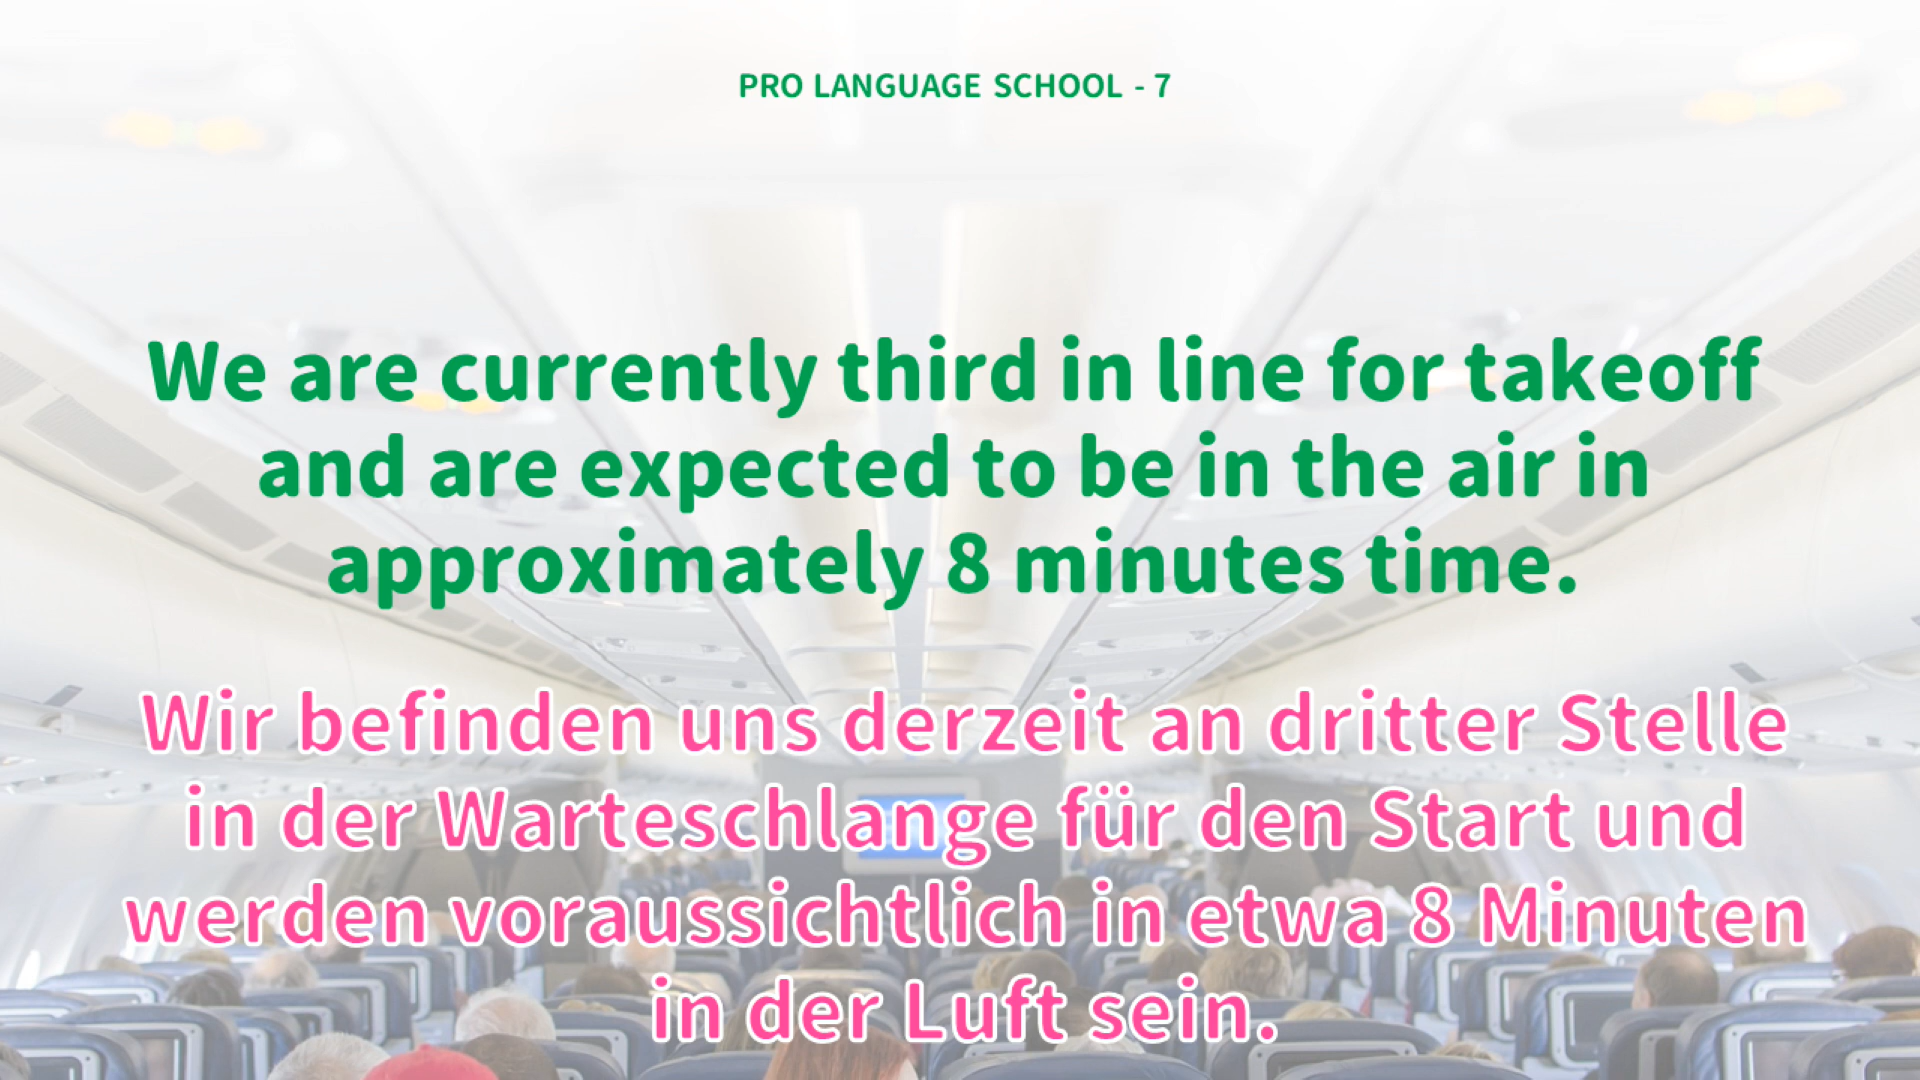 PRO LANGUAGE SCHOOL - 7
We are currently third in line for takeoff
and are expected to be in the air in
approximately 8 minutes time.
Wir befinden uns derzeit an dritter Stelle
in der Warteschlange für den Start und
werden voraussichtlich in etwa 8 Minuten
in der Luft sein.